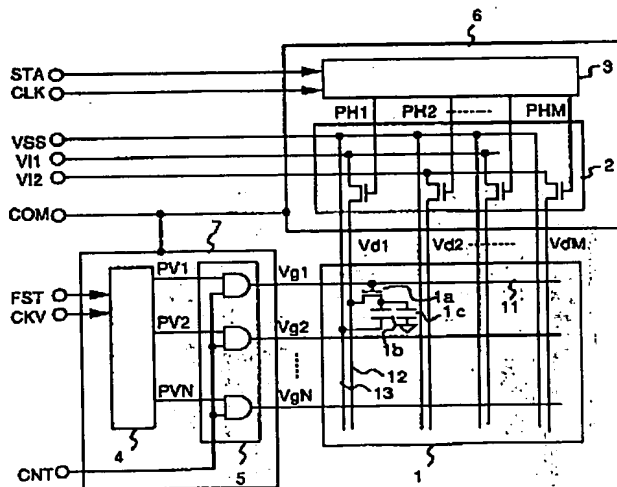 6
STA
CLK
3
PH1 PH2 PHM
VSS
VI1
VI2
2
COM
7
Vd1 Vd2 VdM
FST
CKV
PV1 Vg1
1a
11
1c
PV2 Vg2
1b
12
PVN VgN
13
CNT
4 5 1